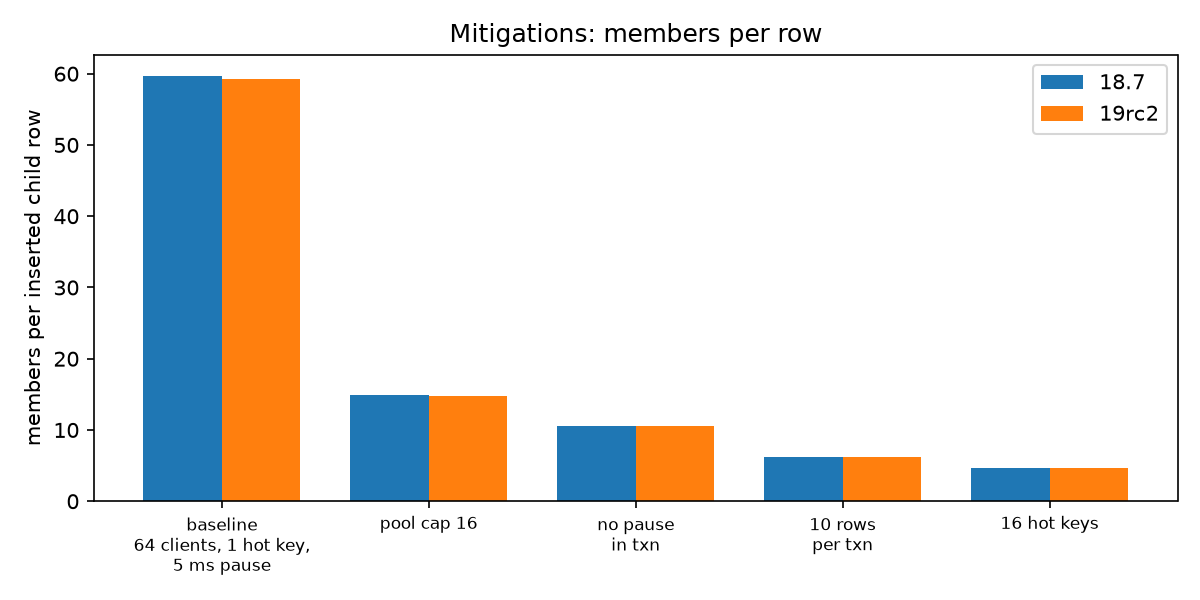 Mitigations: members per row
members per inserted child row
60
50
40
30
20
10
0
18.7
19rc2
baseline
64 clients, 1 hot key,
5 ms pause
pool cap 16
no pause
in txn
10 rows
per txn
16 hot keys